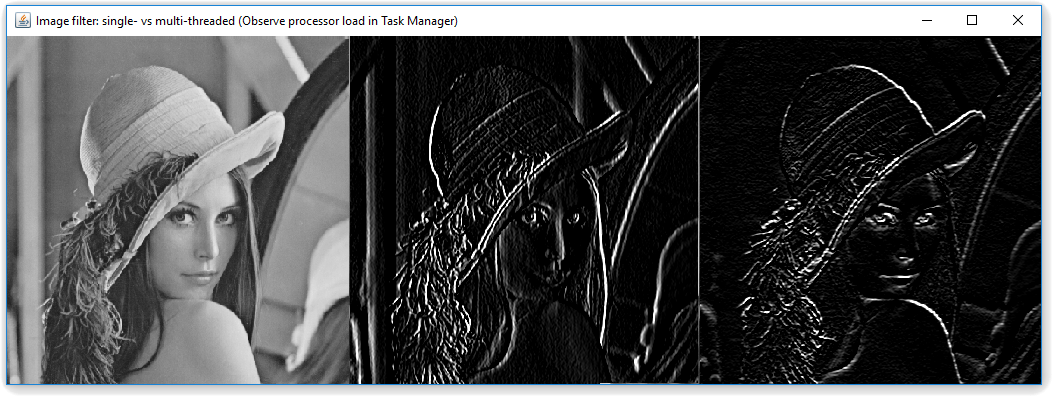 Image filter: single- vs multi-threaded (Observe processor load in Task Manager)